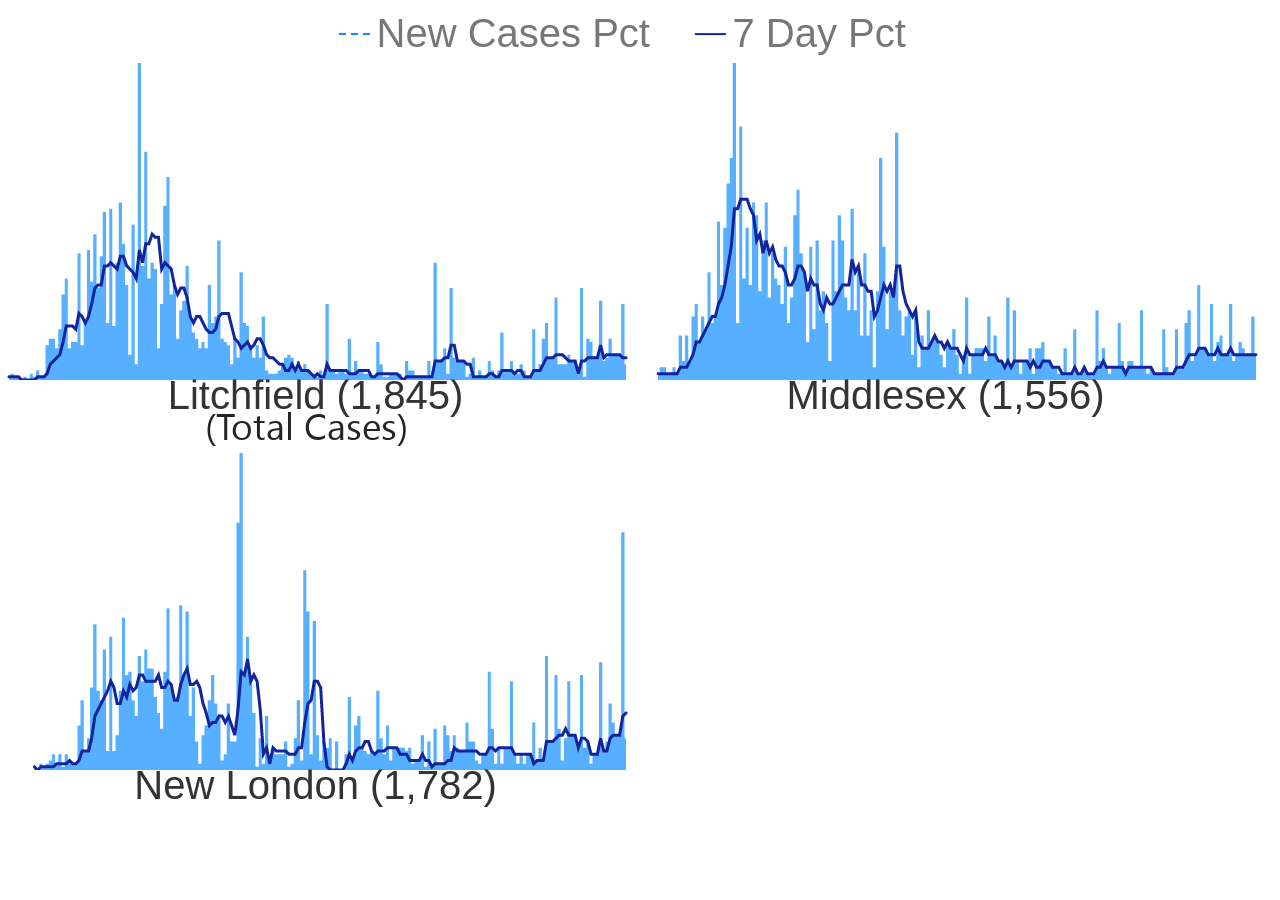 New Cases Pct 7 Day Pct
Litchfield (1,845)
(Total Cases)
Middlesex (1,556)
New London (1,782)